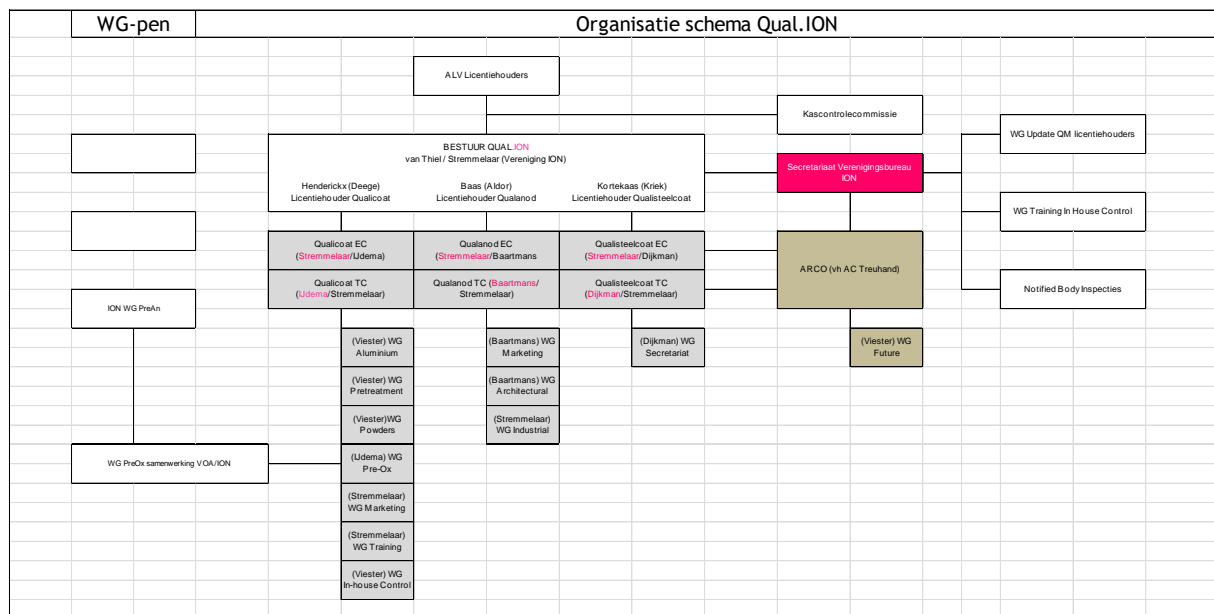 WG-pen
Organisatie schema Qual.ION
ALV Licentiehouders
Kascontrolecommissie
WG Update QM licentiehouders
BESTUUR QUAL.ION
van Thiel / Stremmelaar (Vereniging ION)
Henderickx (Deege)
Licentiehouder Qualicoat
Baas (Aldor)
Licentiehouder Qualanod
Kortekaas (Kriek)
Licentiehouder Qualisteelcoat
Secretariaat Verenigingsbureau
ION
WG Training In House Control
Qualicoat EC
(Stremmelaar/Udema)
Qualanod EC
(Stremmelaar/Baartmans
Qualisteelcoat EC
(Stremmelaar/Dijkman)
ARCO (vh AC Treuhand)
Qualicoat TC
(Udema/Stremmelaar)
Qualanod TC (Baartmans/
Stremmelaar)
Qualisteelcoat TC
(Dijkman/Stremmelaar)
Notified Body Inspecties
ION WG PreAn
(Viester) WG
Aluminium
(Baartmans) WG
Marketing
(Dijkman) WG
Secretariat
(Viester) WG
Future
(Viester) WG
Pretreatment
(Baartmans) WG
Architectural
(Viester)WG
Powders
(Stremmelaar)
WG Industrial
WG PreOx samenwerking VOA/ION
(Udema) WG
Pre-Ox
(Stremmelaar)
WG Marketing
(Stremmelaar)
WG Training
(Viester) WG
In-house Control